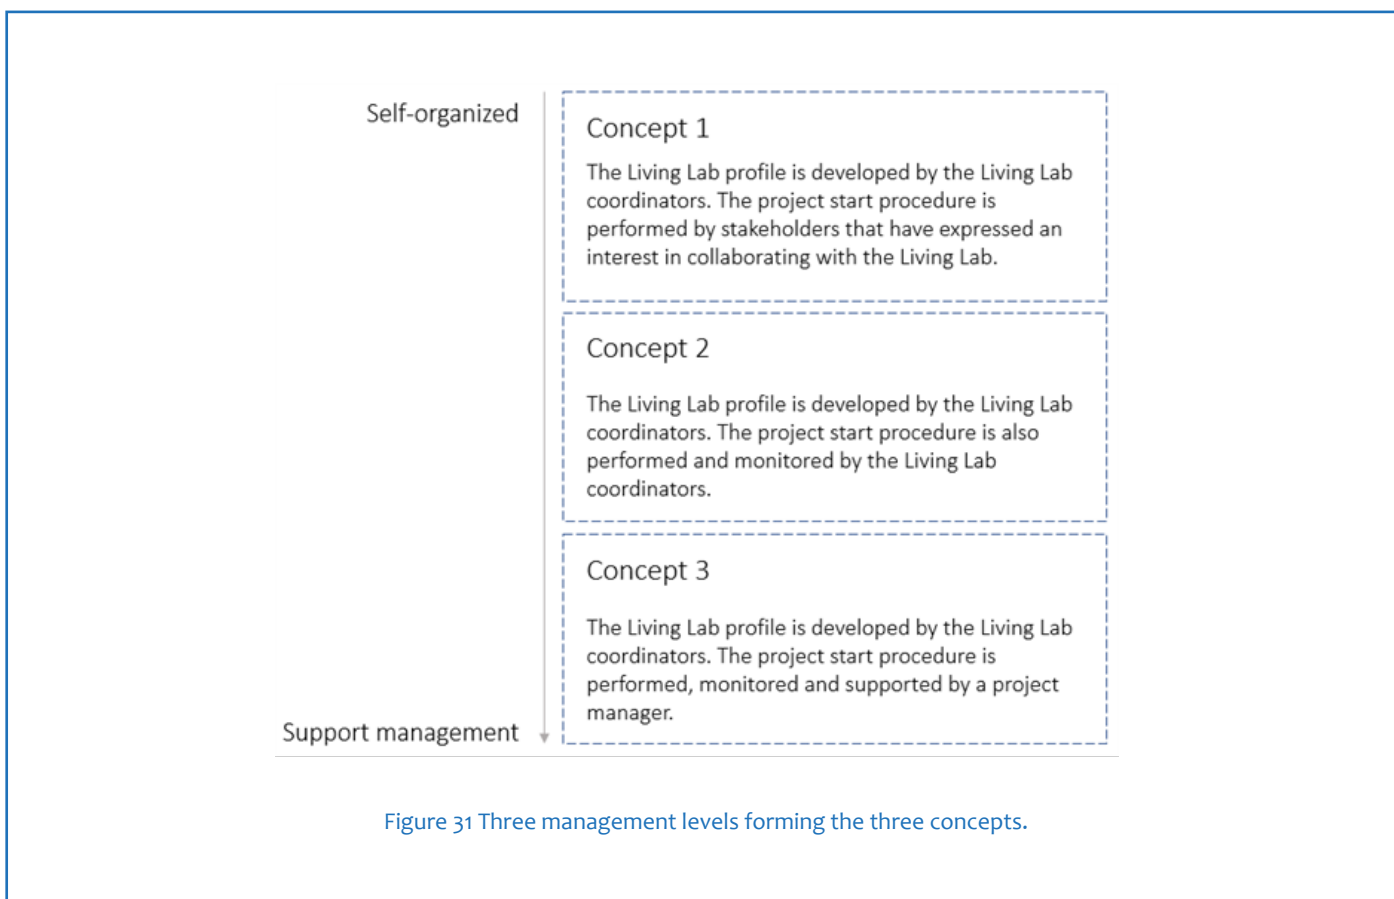 Self-organized
Concept 1
The Living Lab profile is developed by the Living Lab
coordinators. The project start procedure is
performed by stakeholders that have expressed an
interest in collaborating with the Living Lab.
Concept 2
The Living Lab profile is developed by the Living Lab
coordinators. The project start procedure is also
performed and monitored by the Living Lab
coordinators.
Concept 3
The Living Lab profile is developed by the Living Lab
coordinators. The project start procedure is
performed, monitored and supported by a project
manager.
Support management
Figure 31 Three management levels forming the three concepts.